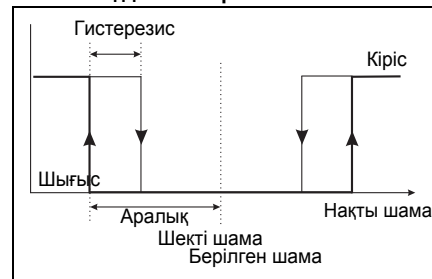 Гистерезис
Кіріс
Шығыс
Аралық
Нақты шама
Шекті шама
Берілген шама